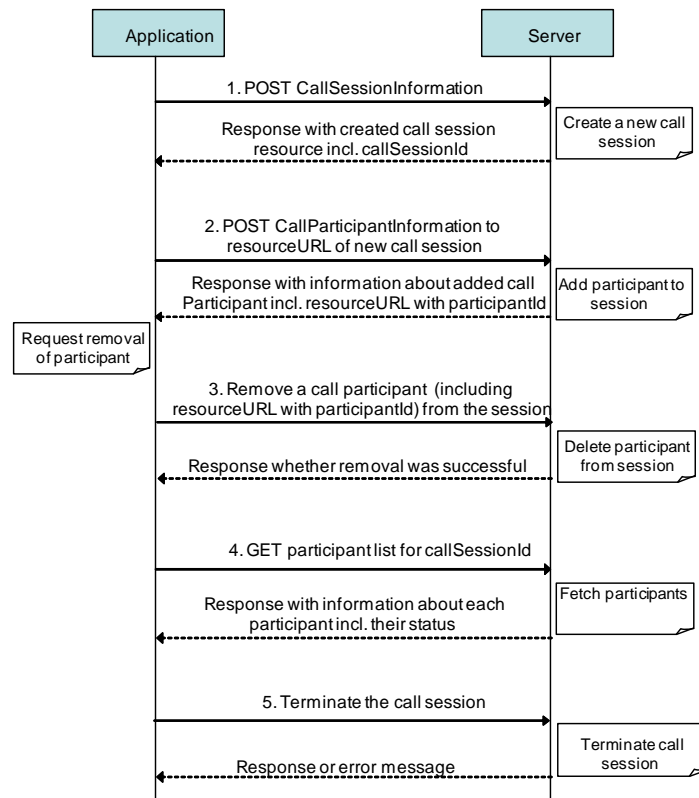 Application
Server
1. POST CallSessionInformation
Response with created call session
resource incl. callSessionId
Create a new call
session
2. POST CallParticipantInformation to
resourceURL of new call session
Response with information about added call
Participant incl. resourceURL with participantId
Add participant to
session
Request removal
of participant
3. Remove a call participant (including
resourceURL with participantId) from the session
Response whether removal was successful
Delete participant
from session
4. GET participant list for callSessionId
Response with information about each
participant incl. their status
Fetch participants
5. Terminate the call session
Response or error message
Terminate call
session